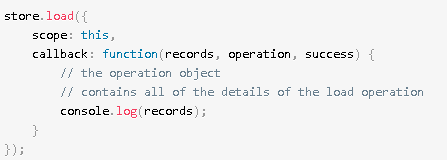 store.load({
    scope: this,
    callback: function(records, operation, success) {
        // the operation object
        // contains all of the details of the load operation
        console.log(records);
    }
});